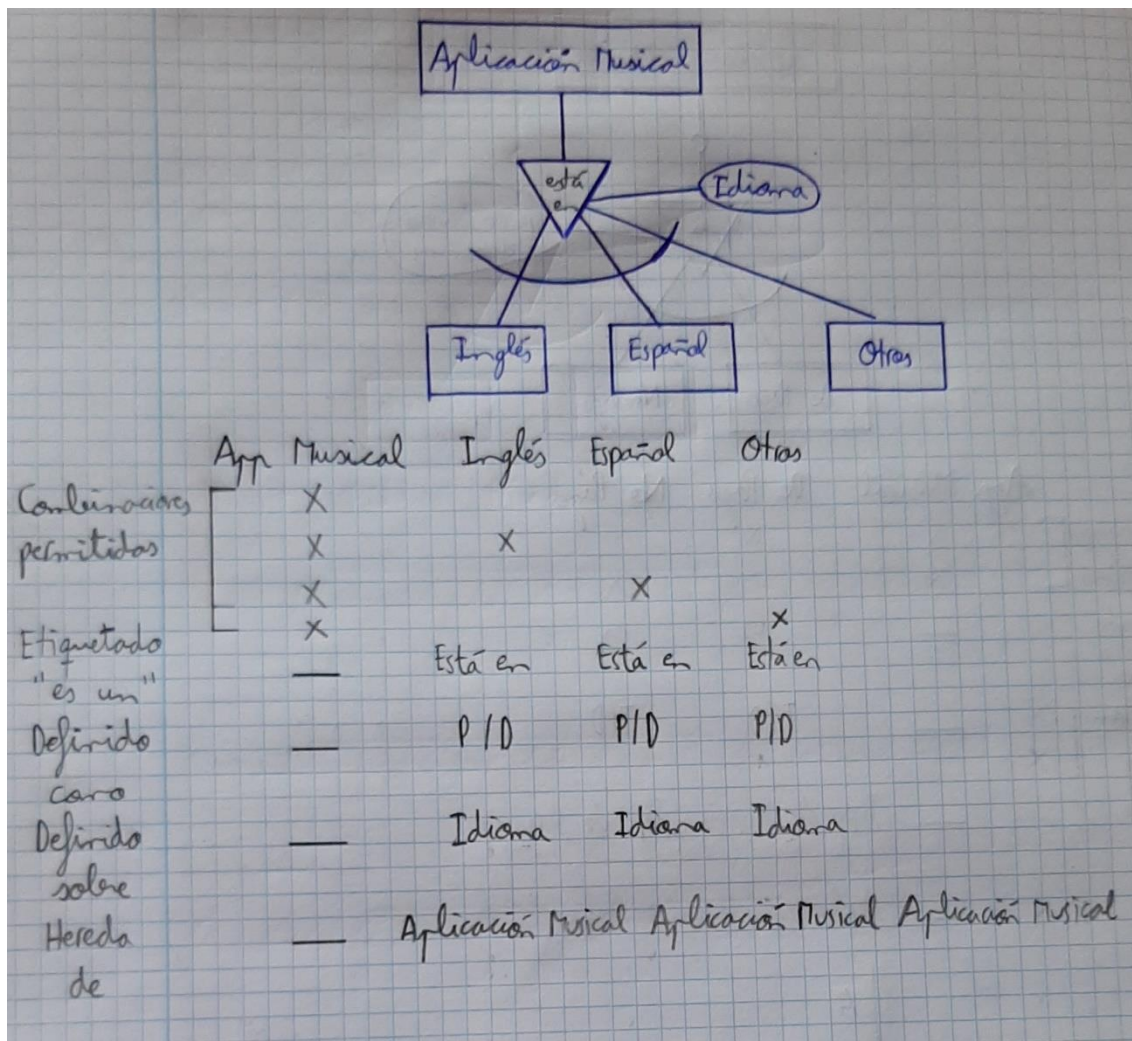 Aplicación Musical
está
en
Idioma
Inglés Español Otros
App Musical Inglés Español Otros
Combinaciones X
permitidas X X
X X
X X
Etiquetado — Está en Está en Está en
"es un"
Definido — P/D P/D P/D
como
Definido — Idioma Idioma Idioma
sobre
Hereda — Aplicación Musical Aplicación Musical Aplicación Musical
de